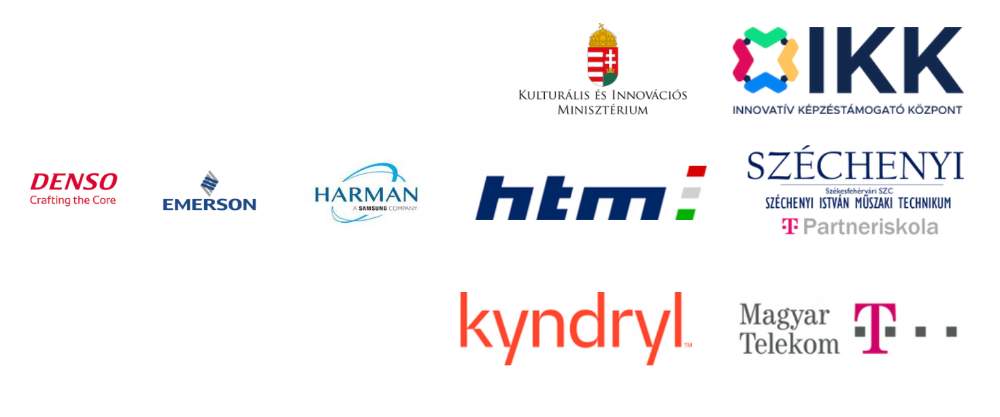 KULTURÁLIS ÉS INNOVÁCIÓS
MINISZTÉRIUM
IKK
INNOVATÍV KÉPZÉSTÁMOGATÓ KÖZPONT
DENSO
Crafting the Core
EMERSON
HARMAN
A SAMSUNG COMPANY
htm
SZÉCHENYI
Székesfehérvári SZC
SZÉCHENYI ISTVÁN MŰSZAKI TECHNIKUM
T Partneriskola
kyndryl™
Magyar
Telekom
T